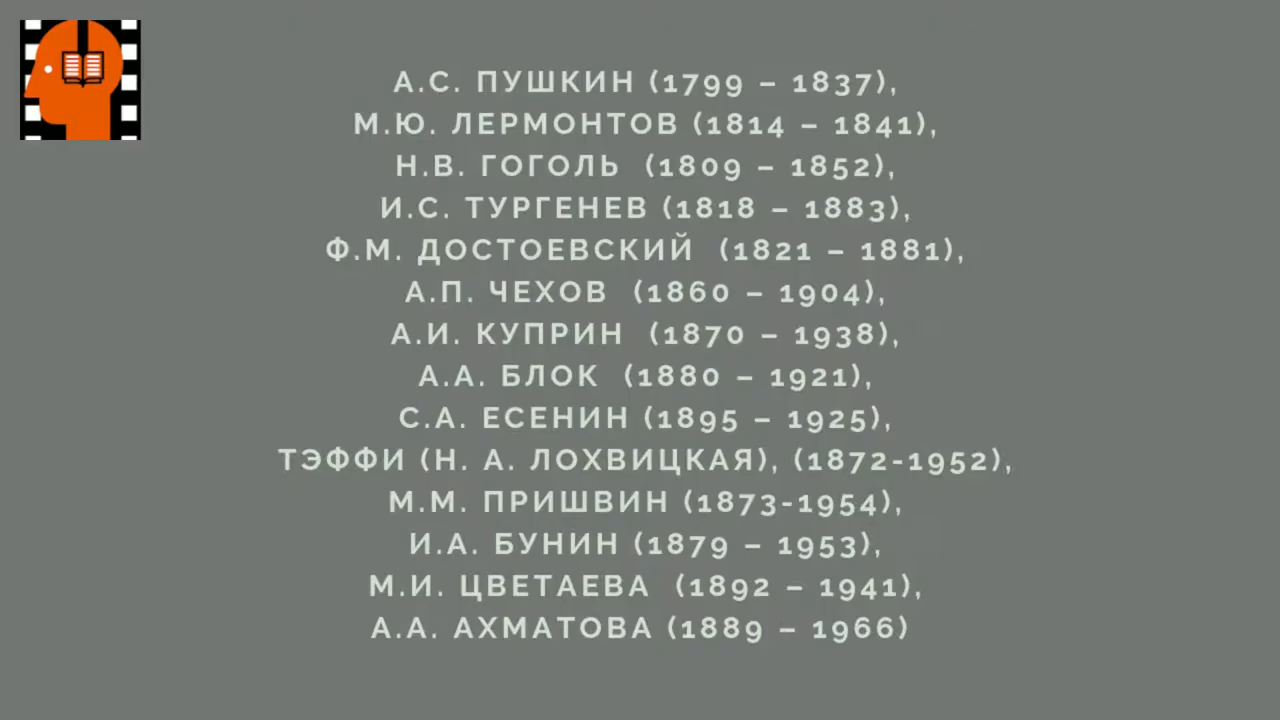 А.С. ПУШКИН (1799 – 1837),
М.Ю. ЛЕРМОНТОВ (1814 – 1841),
Н.В. ГОГОЛЬ (1809 – 1852),
И.С. ТУРГЕНЕВ (1818 – 1883),
Ф.М. ДОСТОЕВСКИЙ (1821 – 1881),
А.П. ЧЕХОВ (1860 – 1904),
А.И. КУПРИН (1870 – 1938),
А.А. БЛОК (1880 – 1921),
С.А. ЕСЕНИН (1895 – 1925),
ТЭФФИ (Н. А. ЛОХВИЦКАЯ), (1872-1952),
М.М. ПРИШВИН (1873-1954),
И.А. БУНИН (1879 – 1953),
М.И. ЦВЕТАЕВА (1892 – 1941),
А.А. АХМАТОВА (1889 – 1966)